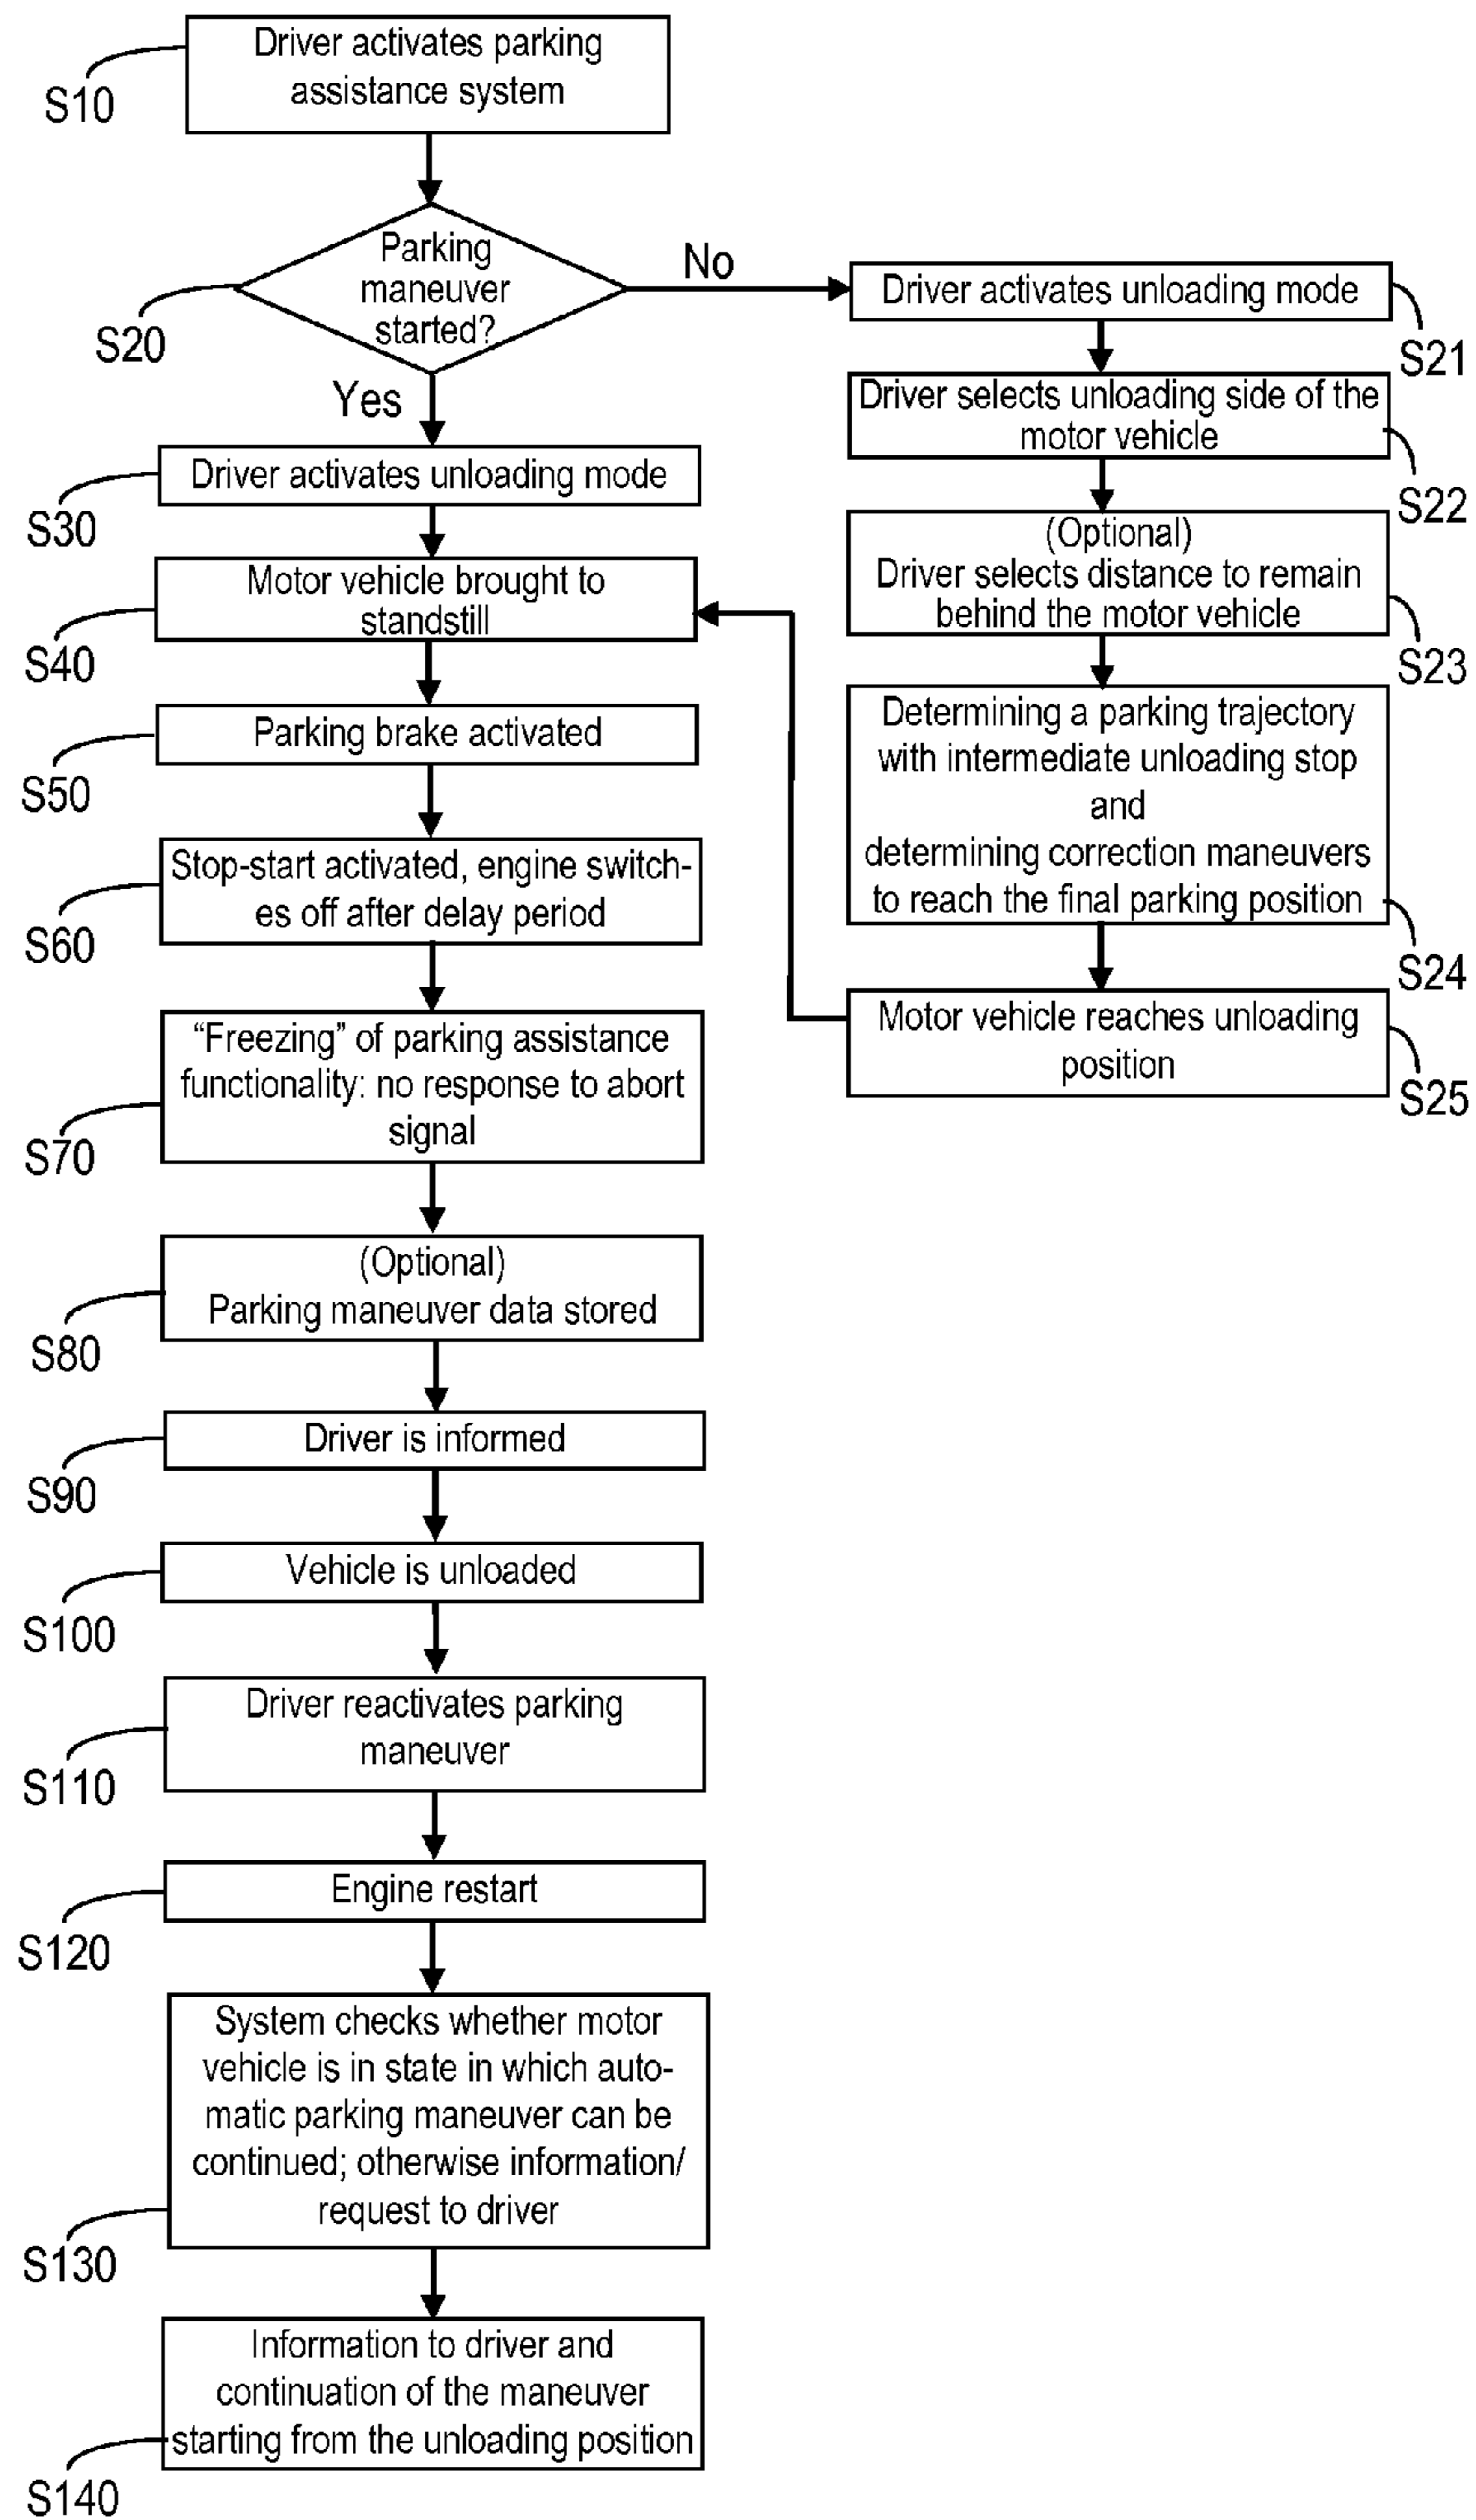 Driver activates parking
assistance system
S10
Parking
maneuver
started?
S20
No
Yes
Driver activates unloading mode
S21
Driver selects unloading side of the
motor vehicle
S22
(Optional)
Driver selects distance to remain
behind the motor vehicle
S23
Determining a parking trajectory
with intermediate unloading stop
and
determining correction maneuvers
to reach the final parking position
S24
Motor vehicle reaches unloading
position
S25
Driver activates unloading mode
S30
Motor vehicle brought to
standstill
S40
Parking brake activated
S50
Stop-start activated, engine switch-
es off after delay period
S60
“Freezing” of parking assistance
functionality: no response to abort
signal
S70
(Optional)
Parking maneuver data stored
S80
Driver is informed
S90
Vehicle is unloaded
S100
Driver reactivates parking
maneuver
S110
Engine restart
S120
System checks whether motor
vehicle is in state in which auto-
matic parking maneuver can be
continued; otherwise information/
request to driver
S130
Information to driver and
continuation of the maneuver
starting from the unloading position
S140